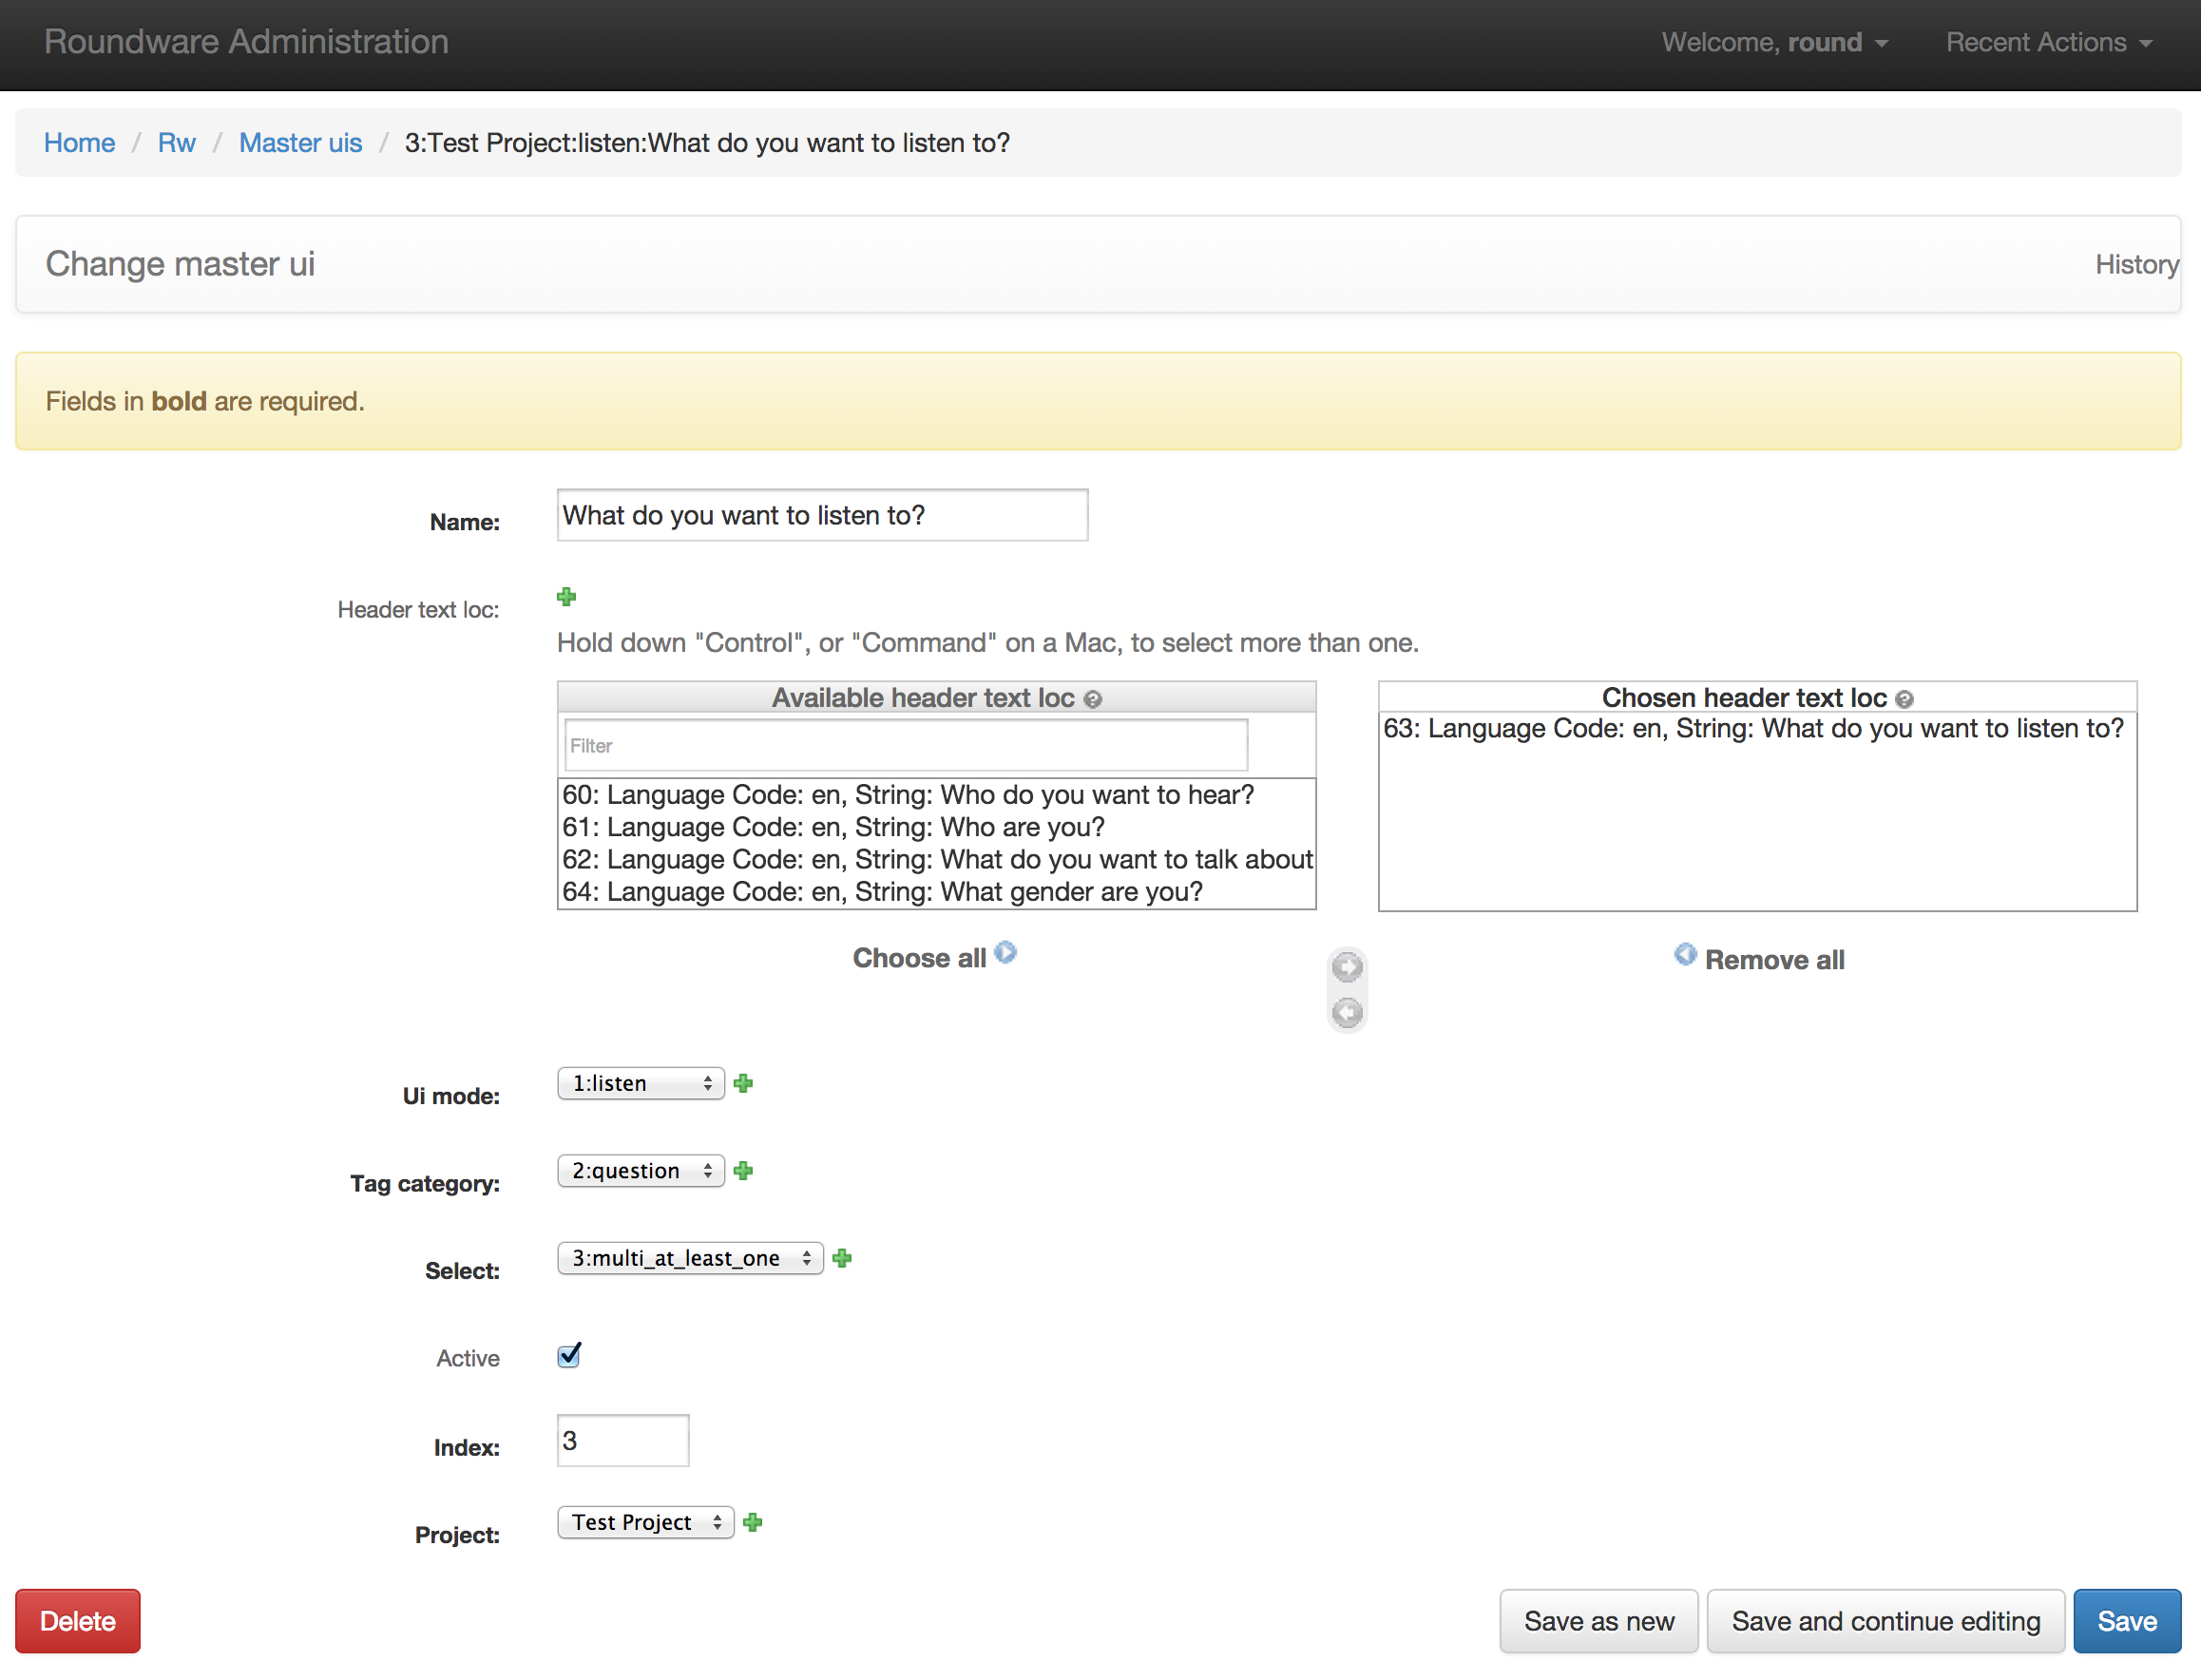 Roundware Administration
Welcome, round
Recent Actions
Home / Rw / Master uis / 3:Test Project:listen:What do you want to listen to?
Change master ui
History
Fields in bold are required.
Name:
What do you want to listen to?
Header text loc:
Hold down "Control", or "Command" on a Mac, to select more than one.
Available header text loc
Filter
60: Language Code: en, String: Who do you want to hear?
61: Language Code: en, String: Who are you?
62: Language Code: en, String: What do you want to talk about
64: Language Code: en, String: What gender are you?
Choose all
Chosen header text loc
63: Language Code: en, String: What do you want to listen to?
Remove all
Ui mode:
1:listen
Tag category:
2:question
Select:
3:multi_at_least_one
Active
Index:
3
Project:
Test Project
Delete
Save as new
Save and continue editing
Save